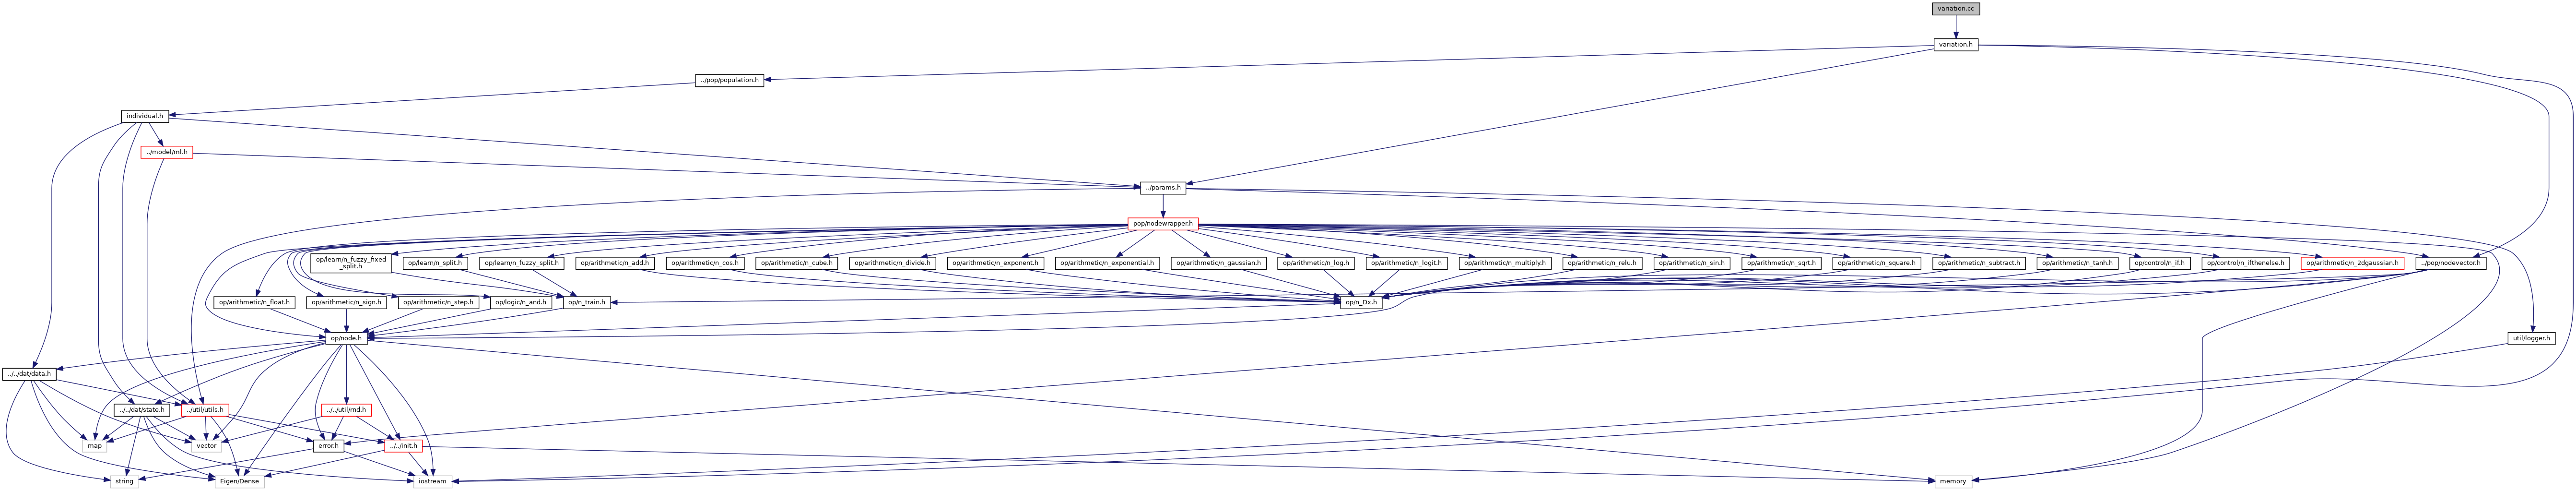 variation.cc
variation.h
../pop/population.h
individual.h
../model/ml.h
../params.h
pop/nodewrapper.h
op/learn/n_fuzzy_fixed
_split.h
op/learn/n_split.h
op/learn/n_fuzzy_split.h
op/arithmetic/n_add.h
op/arithmetic/n_cos.h
op/arithmetic/n_cube.h
op/arithmetic/n_divide.h
op/arithmetic/n_exponent.h
op/arithmetic/n_exponential.h
op/arithmetic/n_gaussian.h
op/arithmetic/n_log.h
op/arithmetic/n_logit.h
op/arithmetic/n_multiply.h
op/arithmetic/n_relu.h
op/arithmetic/n_sin.h
op/arithmetic/n_sqrt.h
op/arithmetic/n_square.h
op/arithmetic/n_subtract.h
op/arithmetic/n_tanh.h
op/control/n_if.h
op/control/n_ifthenelse.h
op/arithmetic/n_2dgaussian.h
../pop/nodevector.h
op/arithmetic/n_float.h
op/arithmetic/n_sign.h
op/arithmetic/n_step.h
op/logic/n_and.h
op/n_train.h
op/n_Dx.h
op/node.h
util/logger.h
../../dat/data.h
../../dat/state.h
../util/utils.h
../../util/rnd.h
map
vector
error.h
../../init.h
string
Eigen/Dense
iostream
memory